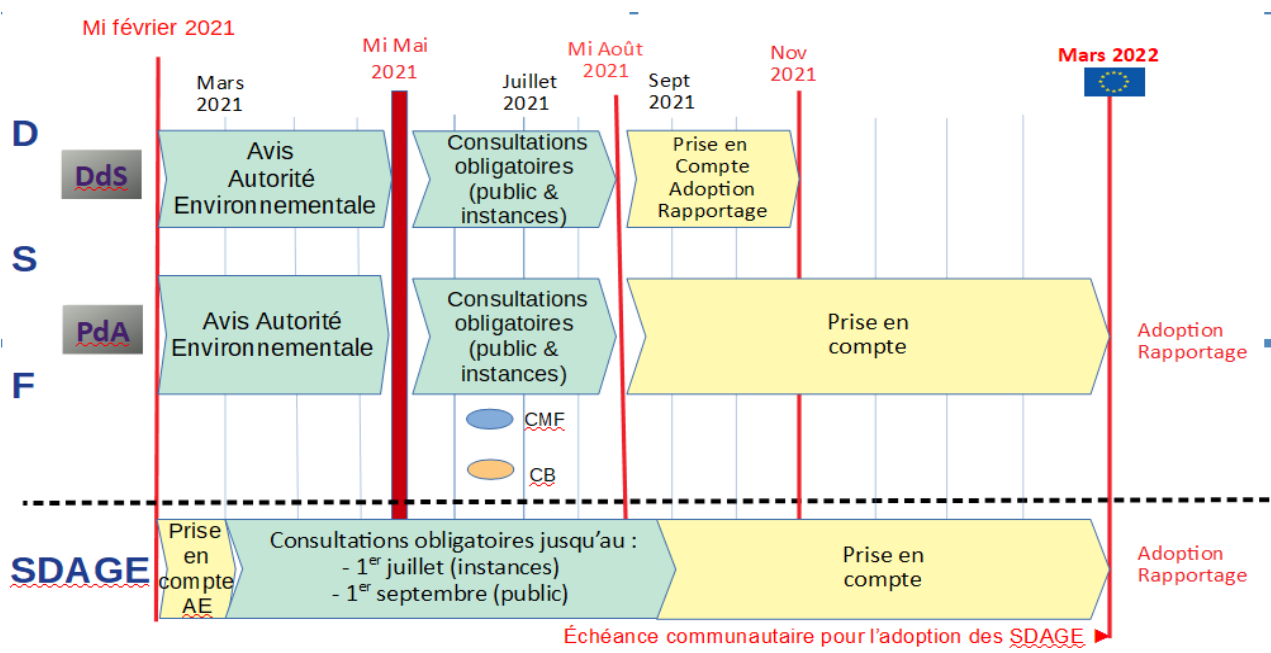 Mi février 2021
Mi Mai
2021
Mi Août
2021
Nov
2021
Mars 2022
Mars
2021
Juillet
2021
Sept
2021
D
DdS
Avis
Autorité
Environnementale
Consultations
obligatoires
(public &
instances)
Prise en
Compte
Adoption
Rapportage
S
PdA
Avis Autorité
Environnementale
Consultations
obligatoires
(public &
instances)
Prise en
compte
Adoption
Rapportage
F
CMF
CB
SDAGE
Prise
en
compte
AE
Consultations obligatoires jusqu'au :
- 1er juillet (instances)
- 1er septembre (public)
Prise en
compte
Adoption
Rapportage
Échéance communautaire pour l'adoption des SDAGE